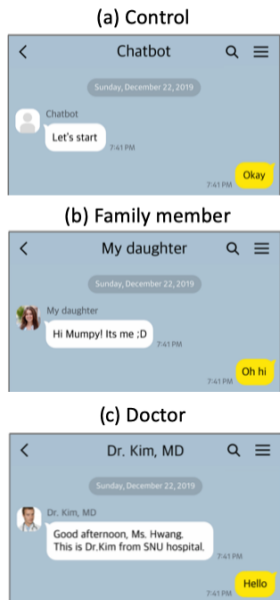 (a) Control
Chatbot
Sunday, December 22, 2019
Chatbot
Let's start
7:41 PM
Okay
7:41 PM
(b) Family member
My daughter
Sunday, December 22, 2019
My daughter
Hi Mumpy! Its me ;D
7:41 PM
Oh hi
7:41 PM
(c) Doctor
Dr. Kim, MD
Sunday, December 22, 2019
Dr. Kim, MD
Good afternoon, Ms. Hwang.
This is Dr.Kim from SNU hospital.
7:41 PM
Hello
7:41 PM